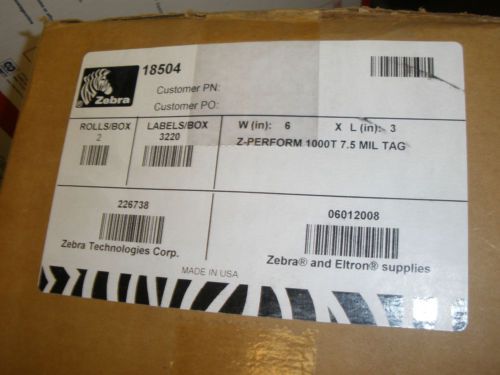 Zebra
18504
Customer PN:
Customer PO:
ROLLS/BOX
2
LABELS/BOX
3220
W (in): 6 X L (in): 3
Z-PERFORM 1000T 7.5 MIL TAG
226738
Zebra Technologies Corp.
06012008
Zebra® and Eltron® supplies
MADE IN USA